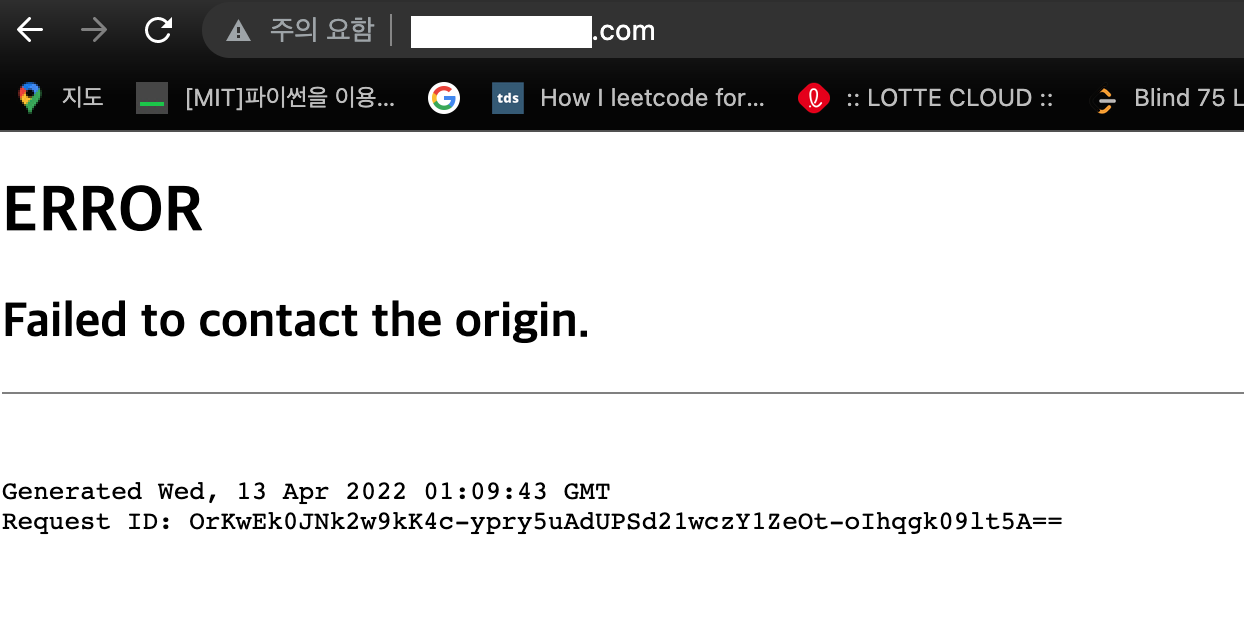 주의 요함 .com
지도 [MIT]파이썬을 이용... tds How I leetcode for... :: LOTTE CLOUD :: Blind 75 L
ERROR
Failed to contact the origin.
Generated Wed, 13 Apr 2022 01:09:43 GMT
Request ID: OrKwEk0JNk2w9kK4c-ypry5uAdUPSd21wczY1ZeOt-oIhqgk09lt5A==